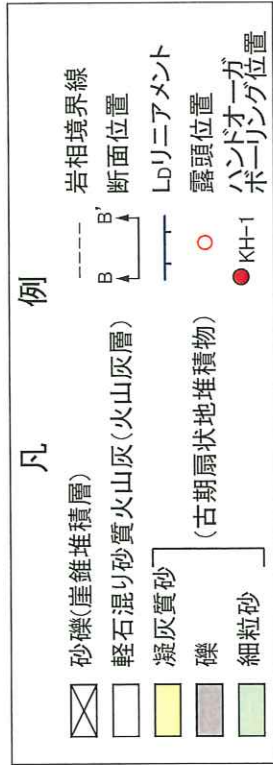 凡 例
砂礫(崖錐堆積層)
軽石混り砂質火山灰(火山灰層)
凝灰質砂
礫
細粒砂
(古期扇状地堆積物)
岩相境界線
B B' 断面位置
LDリニアメント
露頭位置
KH-1 ハンドオーガ
ボーリング位置